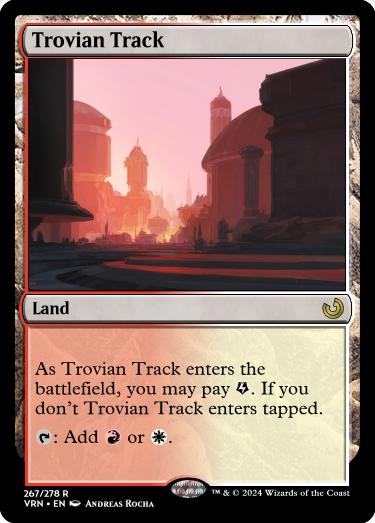 Trovian Track
Land
As Trovian Track enters the
battlefield, you may pay . If you
don't Trovian Track enters tapped.
: Add or .
267/278 R
VRN • EN Andreas Rocha
™ & © 2024 Wizards of the Coast